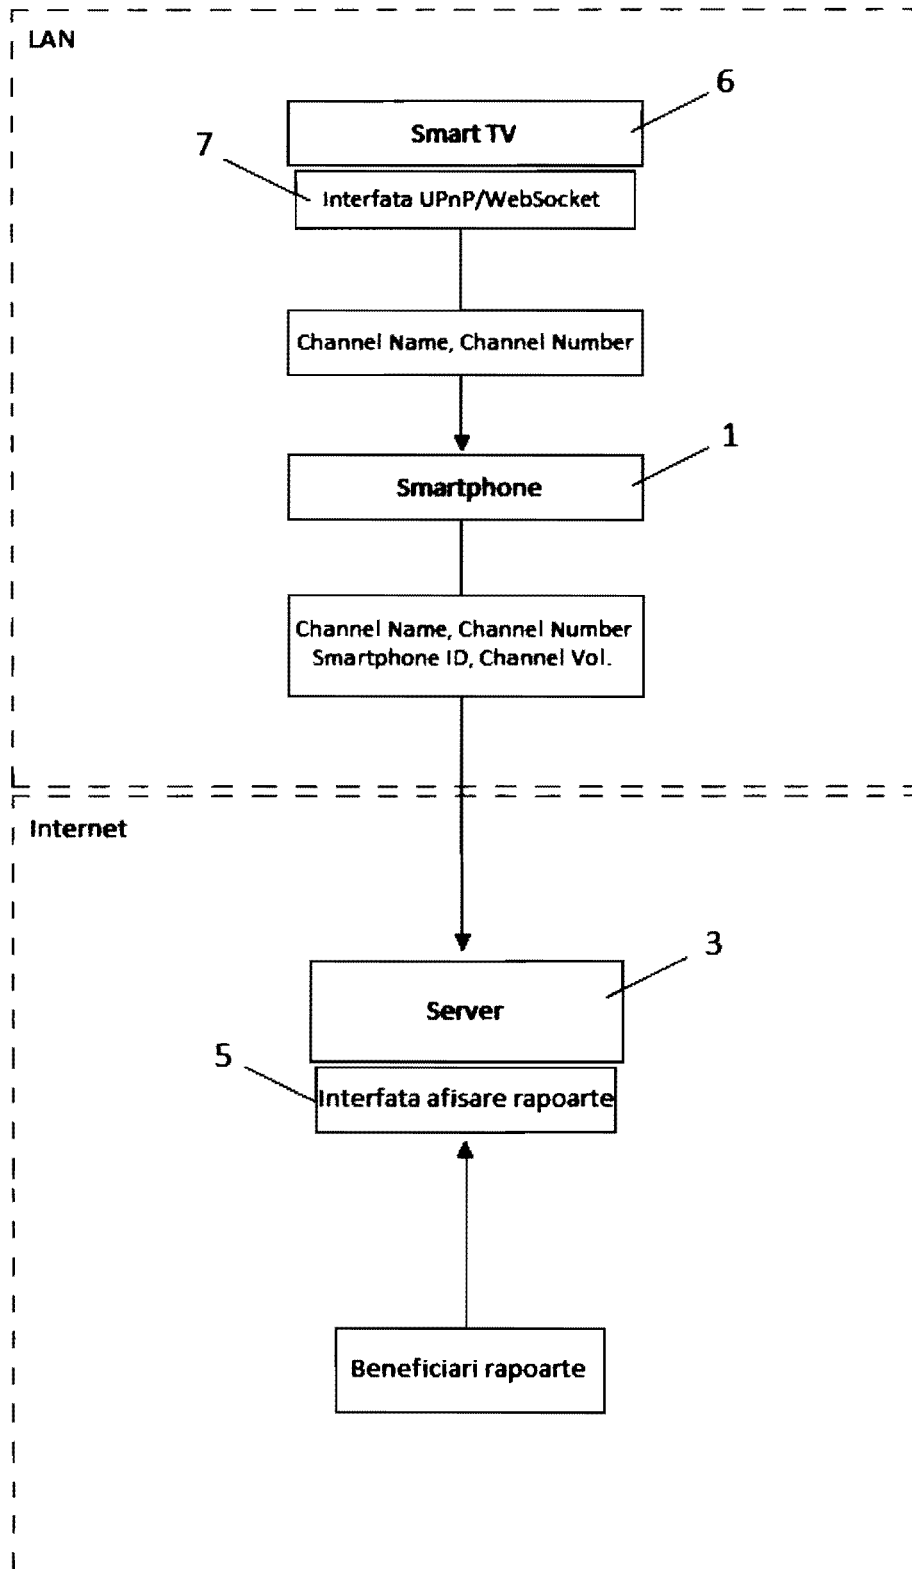 LAN
6
Smart TV
7
Interfata UPnP/WebSocket
Channel Name, Channel Number
1
Smartphone
Channel Name, Channel Number
Smartphone ID, Channel Vol.
Internet
3
Server
5
Interfata afisare rapoarte
Beneficiari rapoarte